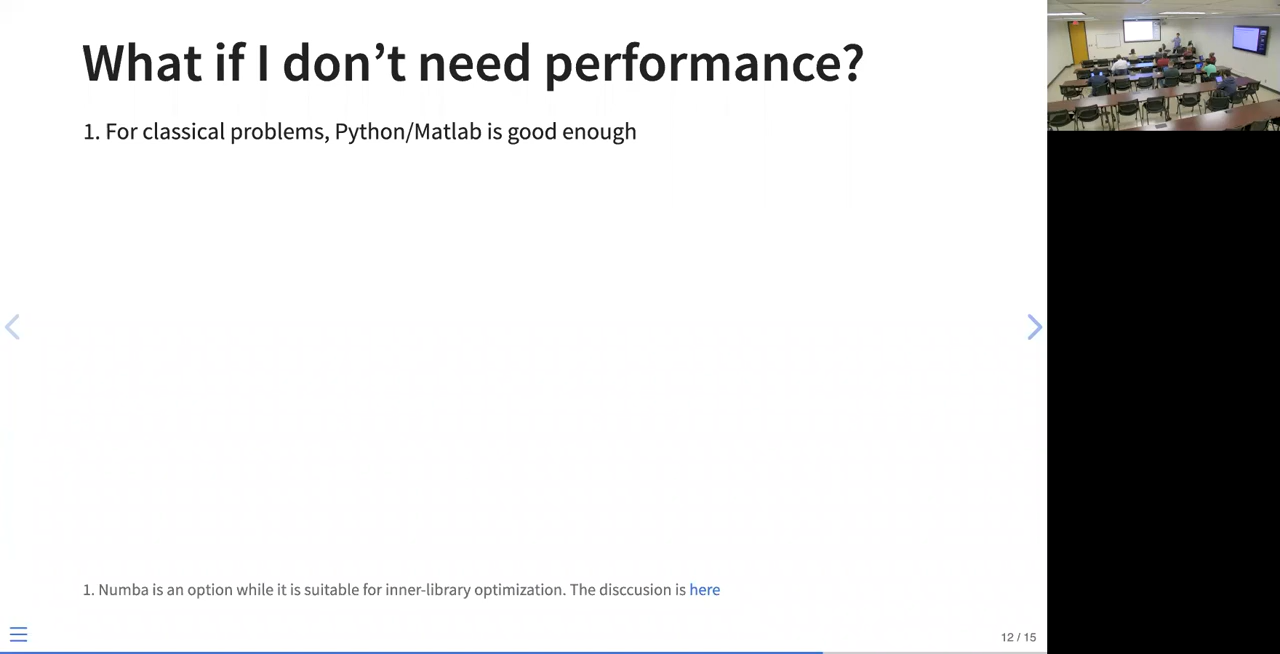 What if I don’t need performance?
1. For classical problems, Python/Matlab is good enough
1. Numba is an option while it is suitable for inner-library optimization. The disccusion is here
12 / 15